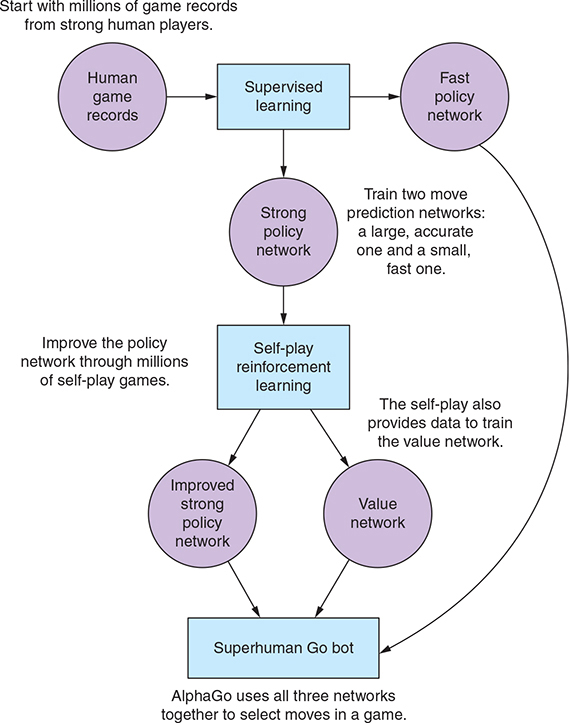 Start with millions of game records
from strong human players.
Human
game
records
Supervised
learning
Fast
policy
network
Strong
policy
network
Train two move
prediction networks:
a large, accurate
one and a small,
fast one.
Improve the policy
network through millions
of self-play games.
Self-play
reinforcement
learning
The self-play also
provides data to train
the value network.
Improved
strong
policy
network
Value
network
Superhuman Go bot
AlphaGo uses all three networks
together to select moves in a game.